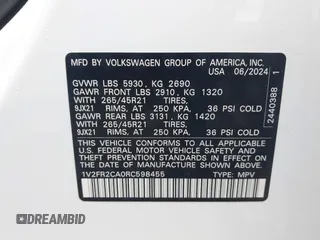 MFD. BY VOLKSWAGEN GROUP OF AMERICA, INC.
USA 06/2024
GVWR LBS 5930, KG 2690
GAWR FRONT LBS 2910, KG 1320
WITH 265/45R21 TIRES,
9JX21 RIMS, AT 250 KPA, 36 PSI COLD
GAWR REAR LBS 3131, KG 1420
WITH 265/45R21 TIRES,
9JX21 RIMS, AT 250 KPA, 36 PSI COLD
THIS VEHICLE CONFORMS TO ALL APPLICABLE
FEDERAL MOTOR VEHICLE SAFETY
STANDARDS IN EFFECT ON THE
DATE OF MANUFACTURE SHOWN ABOVE
1V2FR2CA0RC598455 TYPE: MPV
2440388 1
DIDBIDWIN